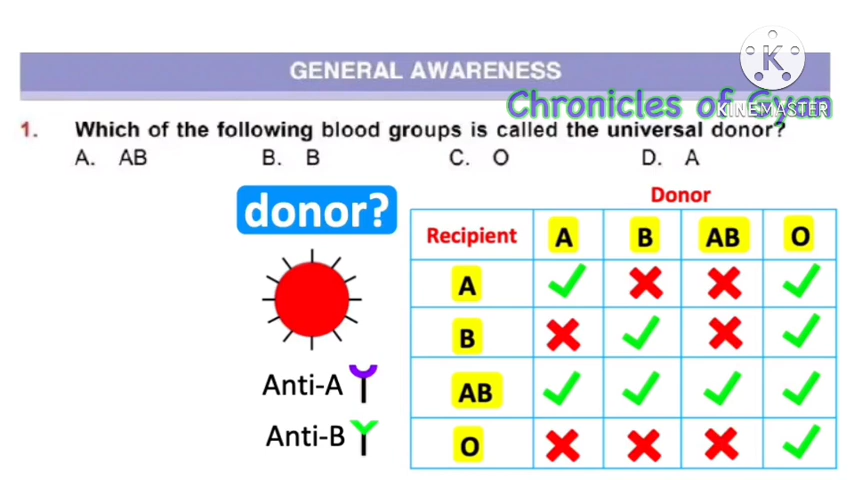 GENERAL AWARENESS
K
KINEMASTER
Chronicles of Gyan
1. Which of the following blood groups is called the universal donor?
A. AB B. B C. O D. A
donor?
Donor
Recipient A B AB O
A
B
AB
O
Anti-A
Anti-B